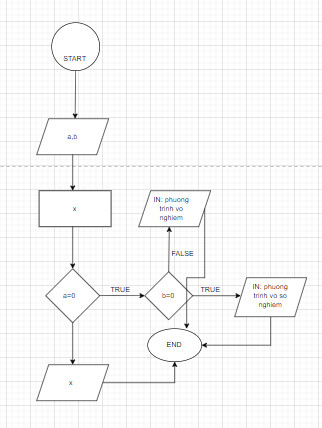 START
a,b
x
IN: phuong
trinh vo
nghiem
FALSE
a=0
TRUE
b=0
TRUE
IN: phuong
trinh vo so
nghiem
END
x